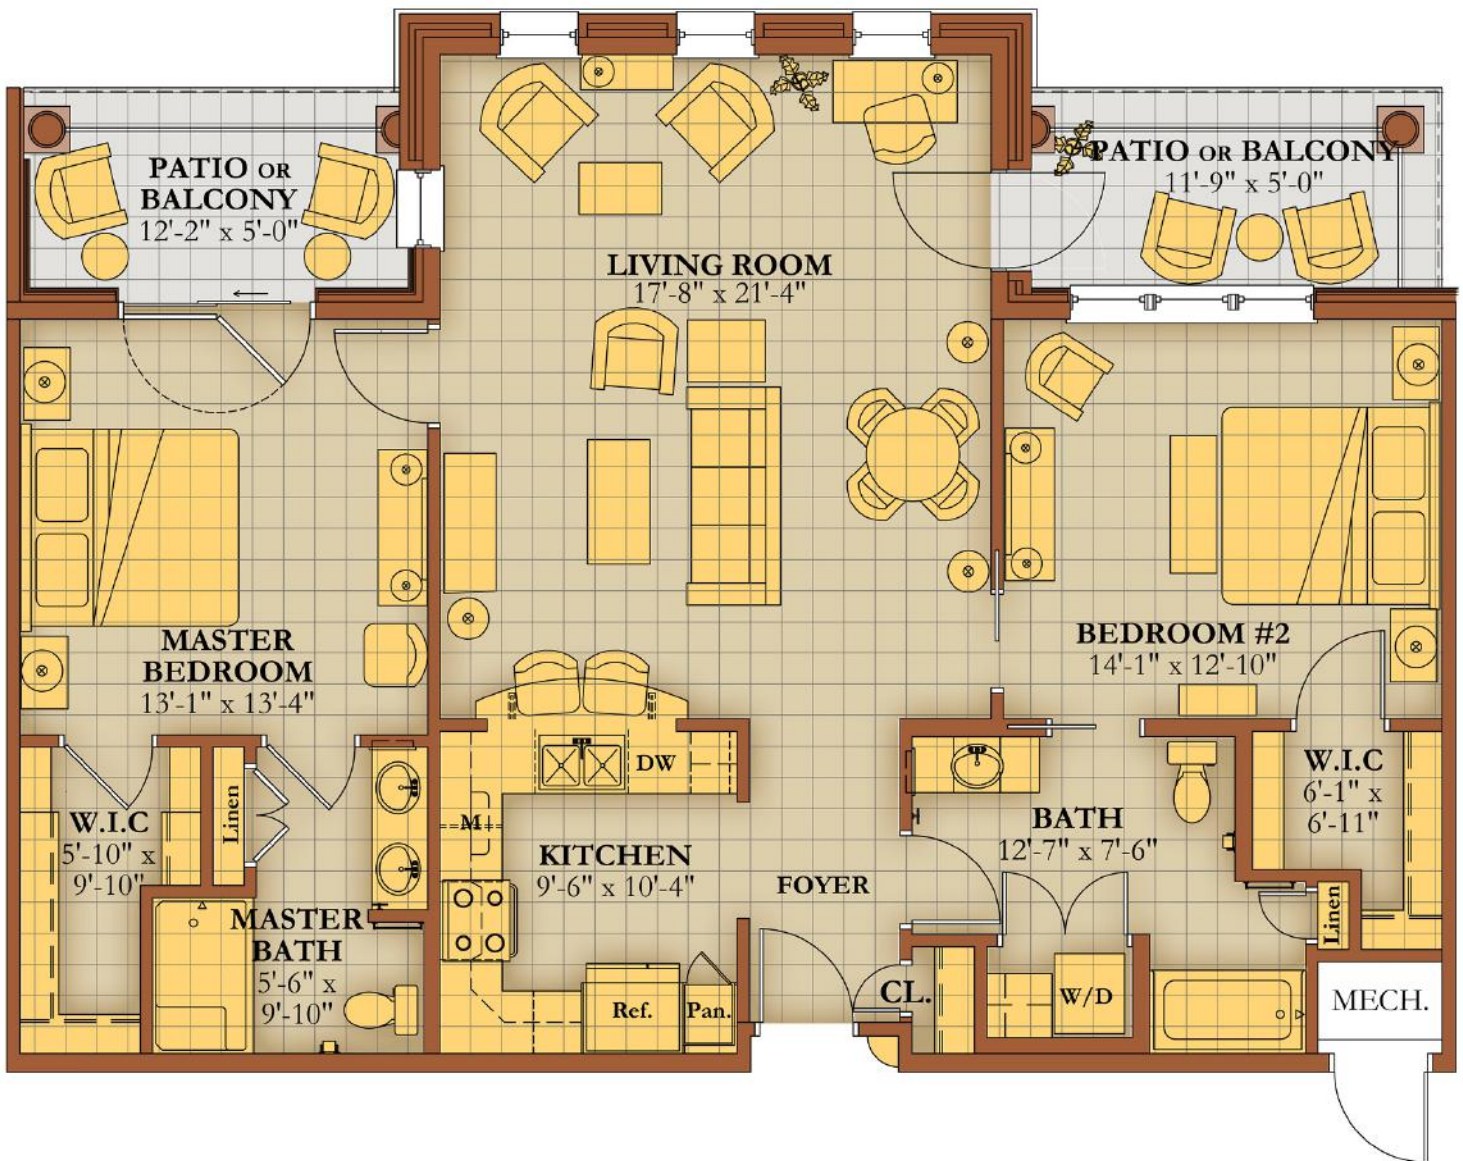 PATIO OR
BALCONY
12'-2" x 5'-0"
PATIO OR BALCONY
11'-9" x 5'-0"
LIVING ROOM
17'-8" x 21'-4"
MASTER
BEDROOM
13'-1" x 13'-4"
BEDROOM #2
14'-1" x 12'-10"
W.I.C
5'-10" x
9'-10"
Linen
MASTER
BATH
5'-6" x
9'-10"
DW
M
KITCHEN
9'-6" x 10'-4"
Ref.
Pan.
FOYER
CL.
BATH
12'-7" x 7'-6"
W/D
Linen
W.I.C
6'-1" x
6'-11"
MECH.